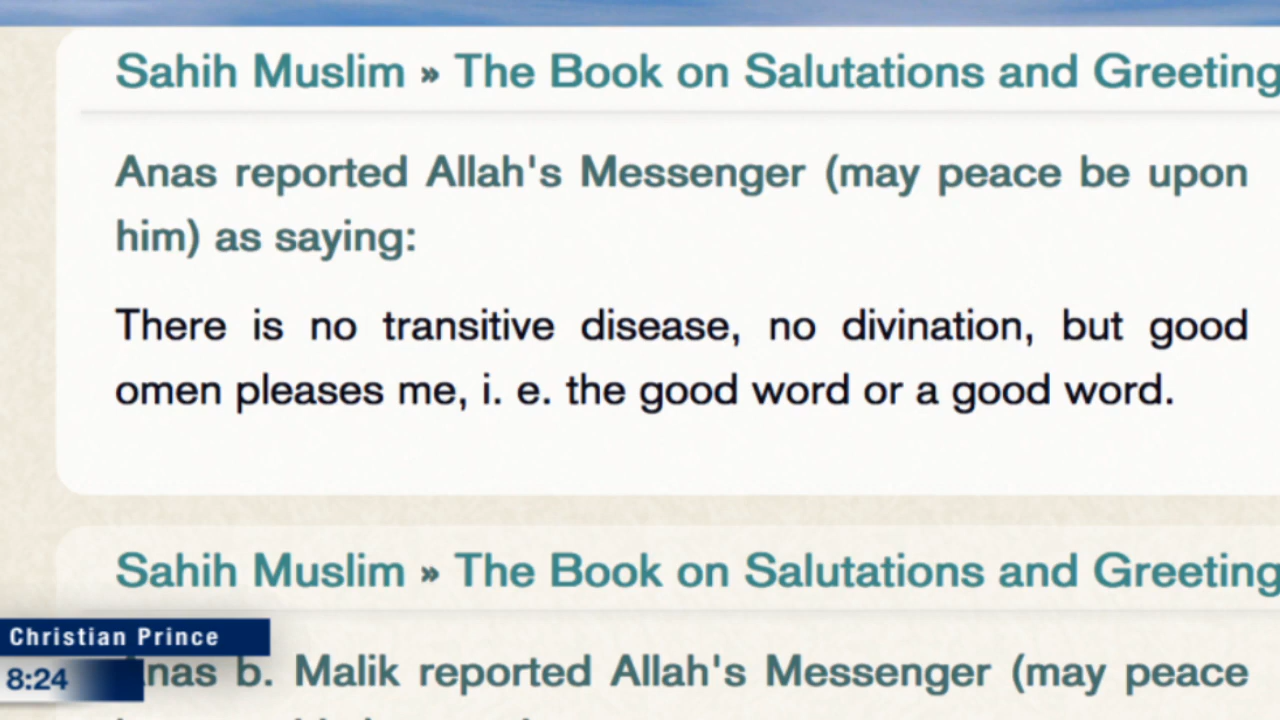 Sahih Muslim » The Book on Salutations and Greeting
Anas reported Allah's Messenger (may peace be upon
him) as saying:
There is no transitive disease, no divination, but good
omen pleases me, i. e. the good word or a good word.
Sahih Muslim » The Book on Salutations and Greeting
Christian Prince
Anas b. Malik reported Allah's Messenger (may peace
8:24